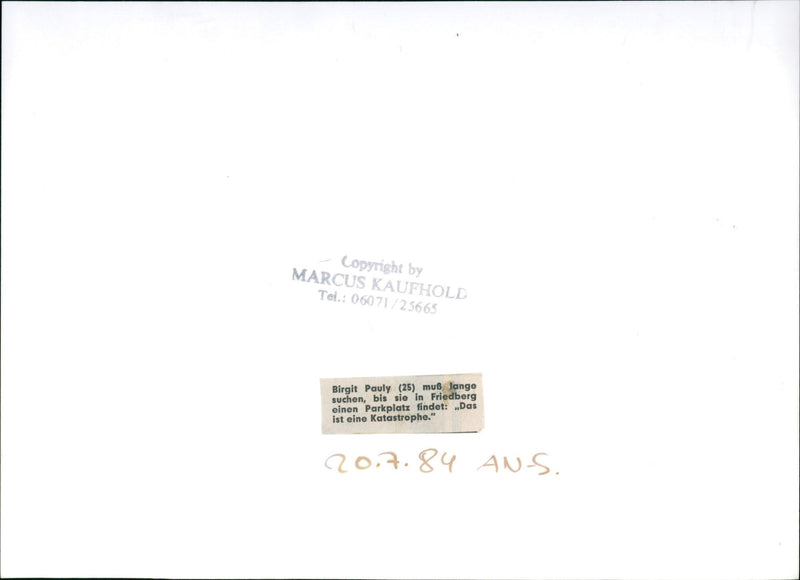 Copyright by
MARCUS KAUFHOLD
Tel.: 06071/25665
Birgit Pauly (25) muß lange
suchen, bis sie in Friedberg
einen Parkplatz findet: „Das
ist eine Katastrophe.“
20.7.84 AN-S.